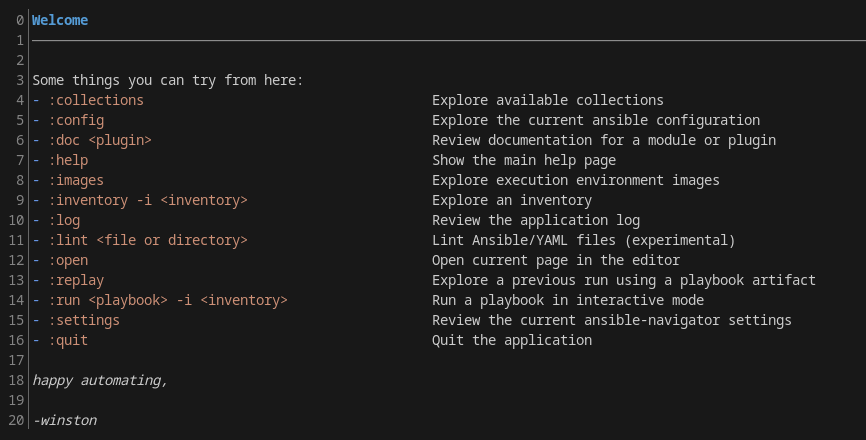 0 Welcome
1
2
3 Some things you can try from here:
4 - :collections Explore available collections
5 - :config Explore the current ansible configuration
6 - :doc <plugin> Review documentation for a module or plugin
7 - :help Show the main help page
8 - :images Explore execution environment images
9 - :inventory -i <inventory> Explore an inventory
10 - :log Review the application log
11 - :lint <file or directory> Lint Ansible/YAML files (experimental)
12 - :open Open current page in the editor
13 - :replay Explore a previous run using a playbook artifact
14 - :run <playbook> -i <inventory> Run a playbook in interactive mode
15 - :settings Review the current ansible-navigator settings
16 - :quit Quit the application
17
18 happy automating,
19
20 -winston